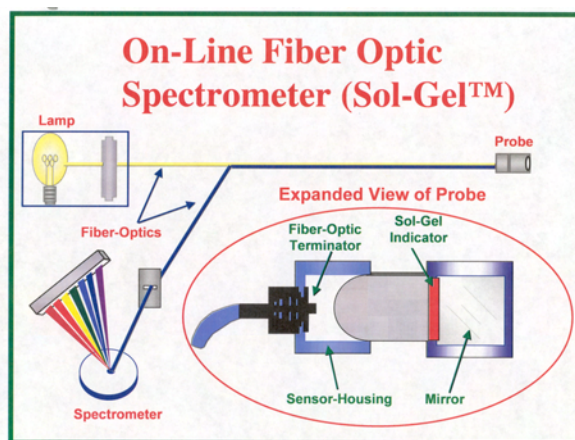 On-Line Fiber Optic
Spectrometer (Sol-Gel™)
Lamp
Probe
Fiber-Optics
Expanded View of Probe
Fiber-Optic
Terminator
Sol-Gel
Indicator
Sensor-Housing
Mirror
Spectrometer